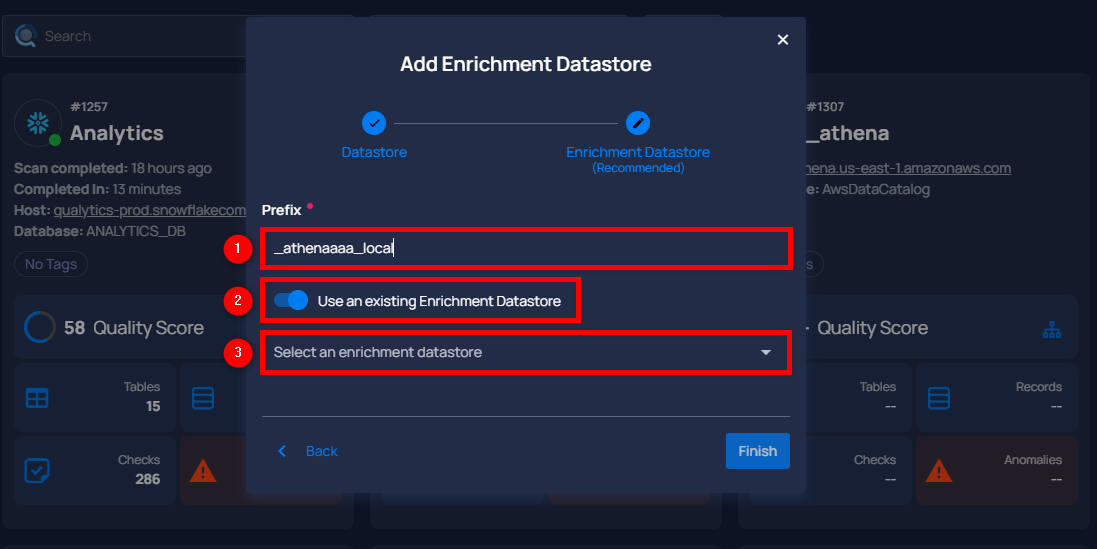 Search
Add Enrichment Datastore
Datastore
Enrichment Datastore
(Recommended)
Prefix
1
_athenaaaa_local
2
Use an existing Enrichment Datastore
3
Select an enrichment datastore
Back
Finish
#1257
Analytics
Scan completed: 18 hours ago
Completed In: 13 minutes
Host: qualytics-prod.snowflakecom
Database: ANALYTICS_DB
No Tags
58 Quality Score
Tables
15
Checks
286
#1307
_athena
hena.us-east-1.amazonaws.com
e: AwsDataCatalog
s
- Quality Score
Tables
--
Records
--
Checks
--
Anomalies
--